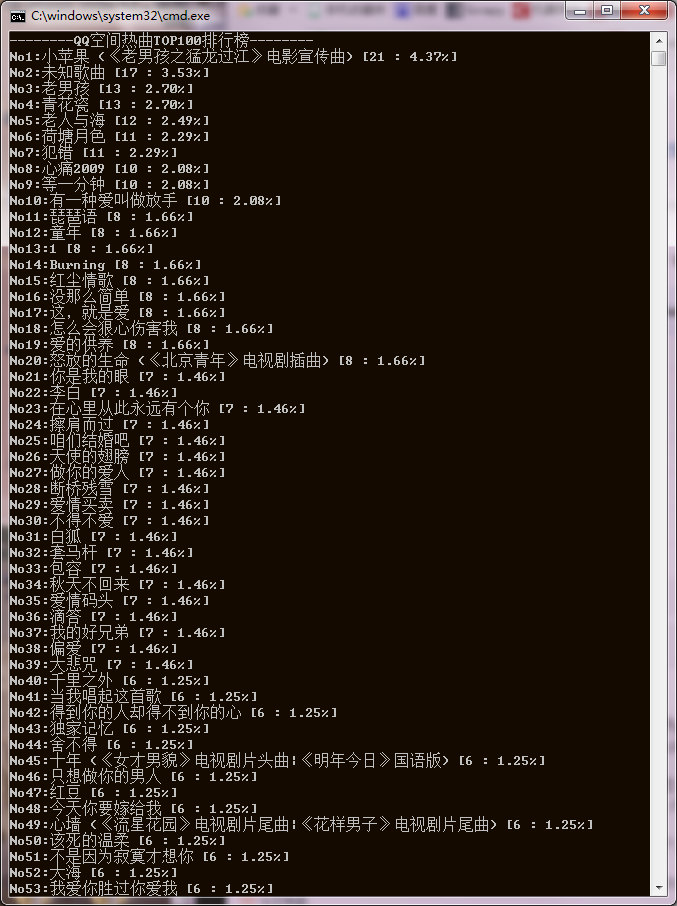 C:\windows\system32\cmd.exe
--------QQ空间热曲TOP100排行榜--------
No1:小苹果 (《老男孩之猛龙过江》电影宣传曲) [21 : 4.37%]
No2:未知歌曲 [17 : 3.53%]
No3:老男孩 [13 : 2.70%]
No4:青花瓷 [13 : 2.70%]
No5:老人与海 [12 : 2.49%]
No6:荷塘月色 [11 : 2.29%]
No7:犯错 [11 : 2.29%]
No8:心痛2009 [10 : 2.08%]
No9:等一分钟 [10 : 2.08%]
No10:有一种爱叫做放手 [10 : 2.08%]
No11:琵琶语 [8 : 1.66%]
No12:童年 [8 : 1.66%]
No13:1 [8 : 1.66%]
No14:Burning [8 : 1.66%]
No15:红尘情歌 [8 : 1.66%]
No16:没那么简单 [8 : 1.66%]
No17:这，就是爱 [8 : 1.66%]
No18:怎么会狠心伤害我 [8 : 1.66%]
No19:爱的供养 [8 : 1.66%]
No20:怒放的生命 (《北京青年》电视剧插曲) [8 : 1.66%]
No21:你是我的眼 [7 : 1.46%]
No22:李白 [7 : 1.46%]
No23:在心里从此永远有个你 [7 : 1.46%]
No24:擦肩而过 [7 : 1.46%]
No25:咱们结婚吧 [7 : 1.46%]
No26:天使的翅膀 [7 : 1.46%]
No27:做你的爱人 [7 : 1.46%]
No28:断桥残雪 [7 : 1.46%]
No29:爱情买卖 [7 : 1.46%]
No30:不得不爱 [7 : 1.46%]
No31:白狐 [7 : 1.46%]
No32:套马杆 [7 : 1.46%]
No33:包容 [7 : 1.46%]
No34:秋天不回来 [7 : 1.46%]
No35:爱情码头 [7 : 1.46%]
No36:滴答 [7 : 1.46%]
No37:我的好兄弟 [7 : 1.46%]
No38:偏爱 [7 : 1.46%]
No39:大悲咒 [7 : 1.46%]
No40:千里之外 [6 : 1.25%]
No41:当我唱起这首歌 [6 : 1.25%]
No42:得到你的人却得不到你的心 [6 : 1.25%]
No43:独家记忆 [6 : 1.25%]
No44:舍不得 [6 : 1.25%]
No45:十年 (《女才男貌》电视剧片头曲|《明年今日》国语版) [6 : 1.25%]
No46:只想做你的男人 [6 : 1.25%]
No47:红豆 [6 : 1.25%]
No48:今天你要嫁给我 [6 : 1.25%]
No49:心墙 (《流星花园》电视剧片尾曲|《花样男子》电视剧片尾曲) [6 : 1.25%]
No50:该死的温柔 [6 : 1.25%]
No51:不是因为寂寞才想你 [6 : 1.25%]
No52:大海 [6 : 1.25%]
No53:我爱你胜过你爱我 [6 : 1.25%]